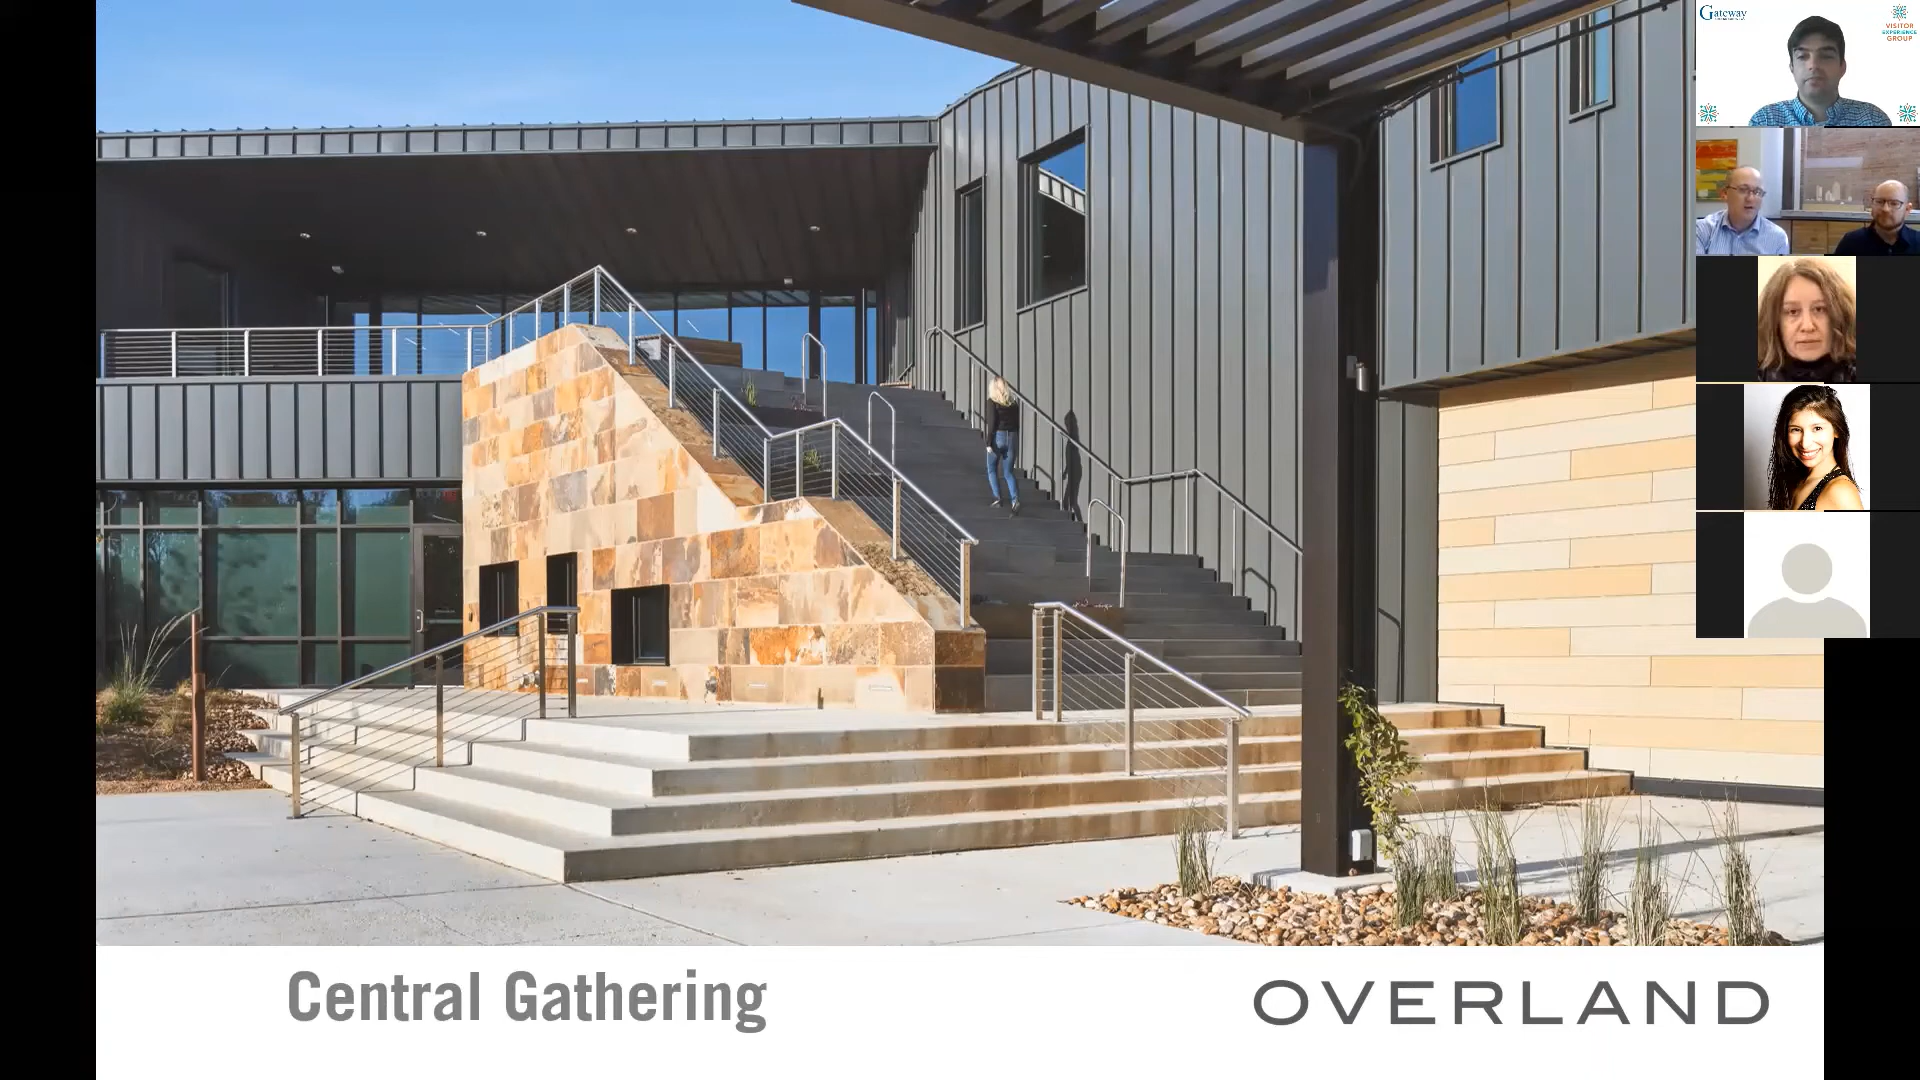 Gateway
VISITOR
EXPERIENCE
GROUP
Central Gathering
OVERLAND